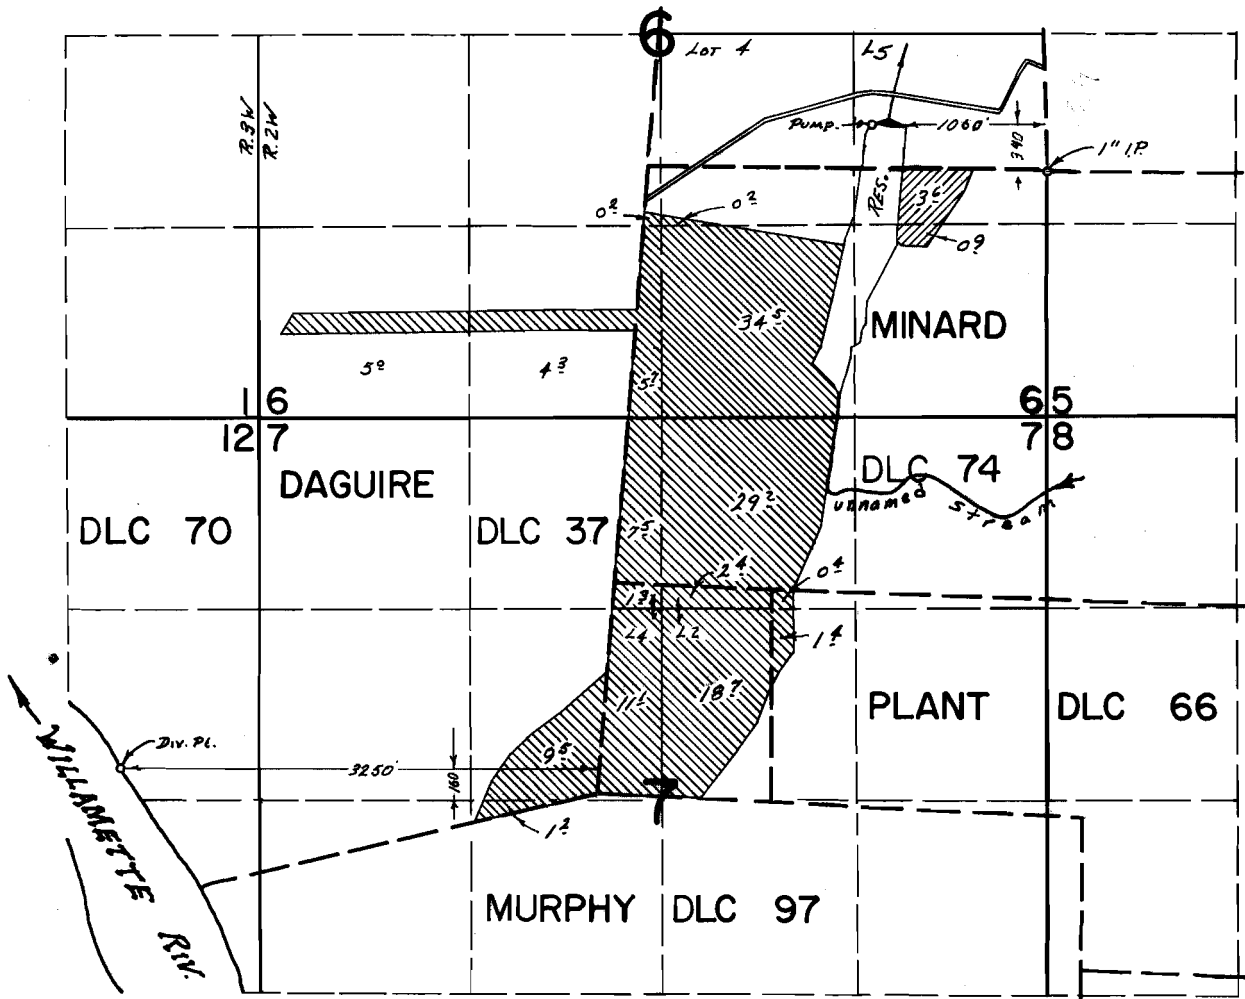 6
LOT 4
L5
R.3W
R.2W
PUMP.
1060'
390
1" I.P.
RES.
3 6
0 2
0 2
0 9
34 5
MINARD
5 0
4 3
5 7
1 6
6 5
12 7
7 8
DAGUIRE
DLC 74
unnamed stream
29 2
DLC 70
DLC 37
7 5
2 4
0 4
1 3
L4
L2
1 4
11 1
18 7
PLANT
DLC 66
WILLAMETTE RIV.
DIV. PT.
3250'
160
9 5
7
1 2
MURPHY DLC 97